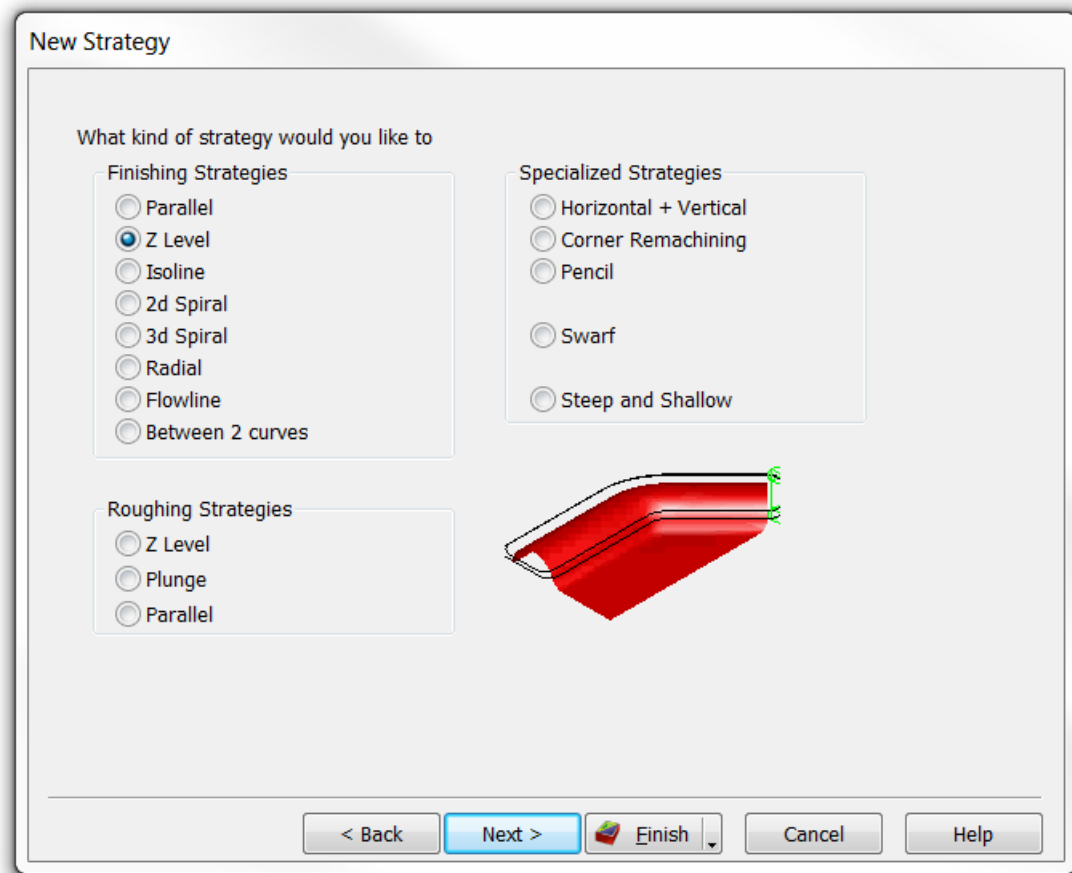 New Strategy
What kind of strategy would you like to
Finishing Strategies
Parallel
Z Level
Isoline
2d Spiral
3d Spiral
Radial
Flowline
Between 2 curves
Roughing Strategies
Z Level
Plunge
Parallel
Specialized Strategies
Horizontal + Vertical
Corner Remachining
Pencil
Swarf
Steep and Shallow
< Back
Next >
Finish
Cancel
Help